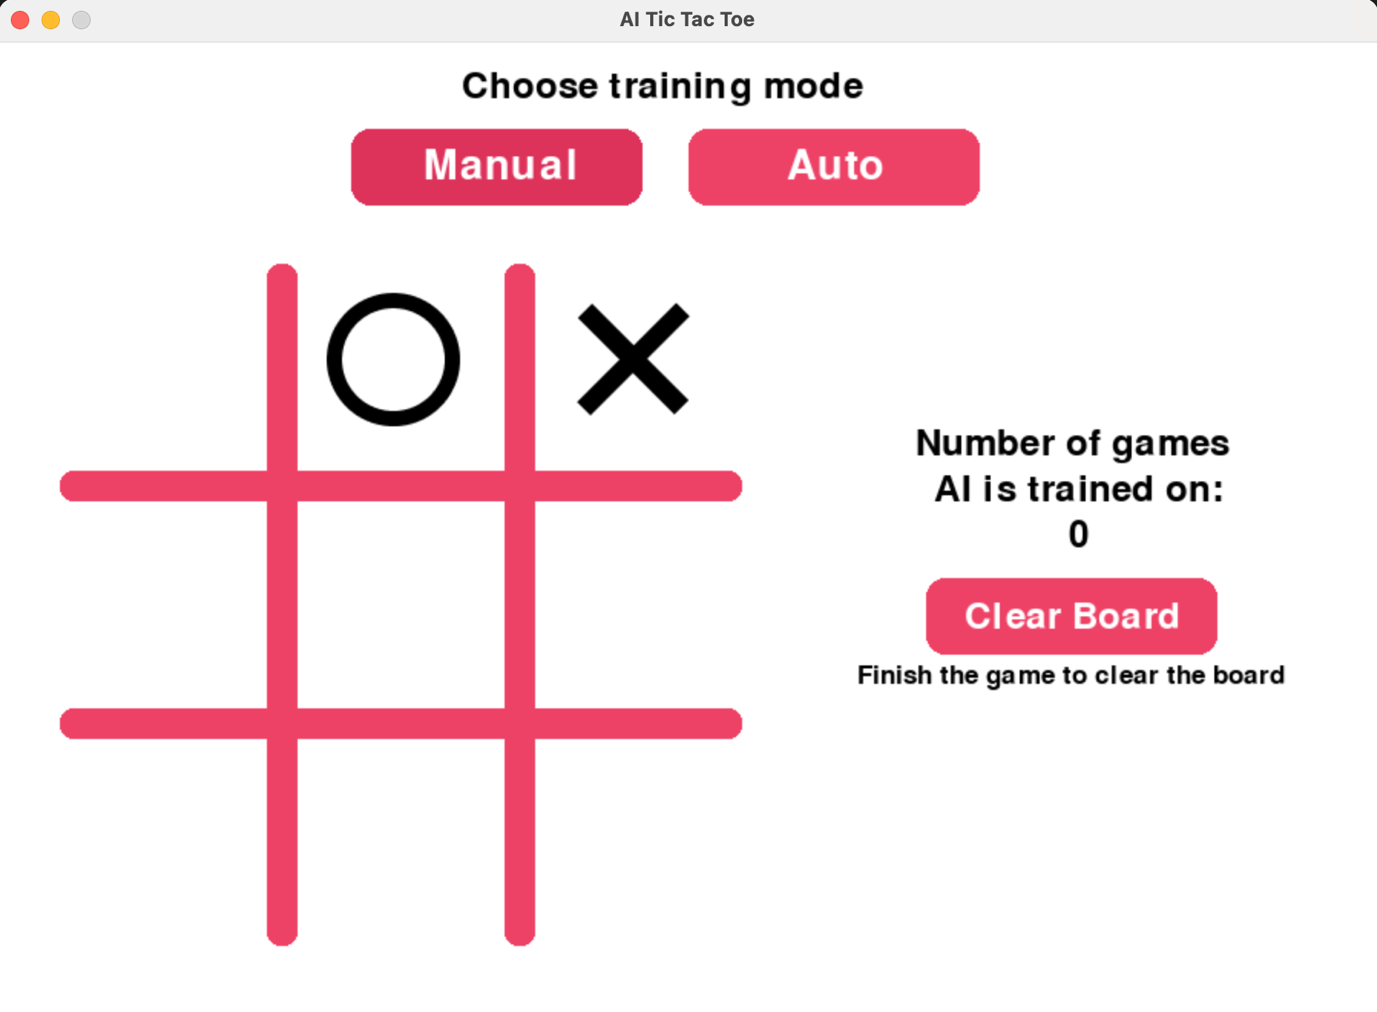 AI Tic Tac Toe
Choose training mode
Manual
Auto
Number of games
AI is trained on:
0
Clear Board
Finish the game to clear the board